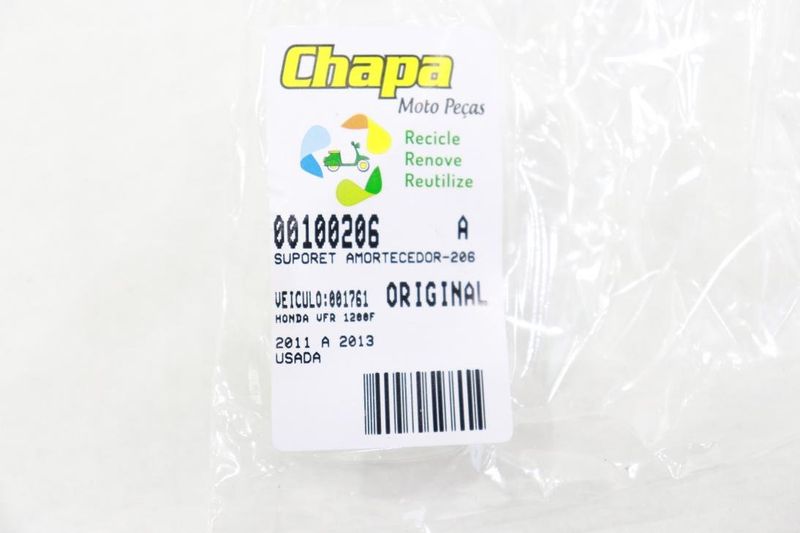 Chapa
Moto Peças
Recicle
Renove
Reutilize
00100206 A
SUPORET AMORTECEDOR-206
VEICULO:001761 ORIGINAL
HONDA VFR 1200F
2011 A 2013
USADA